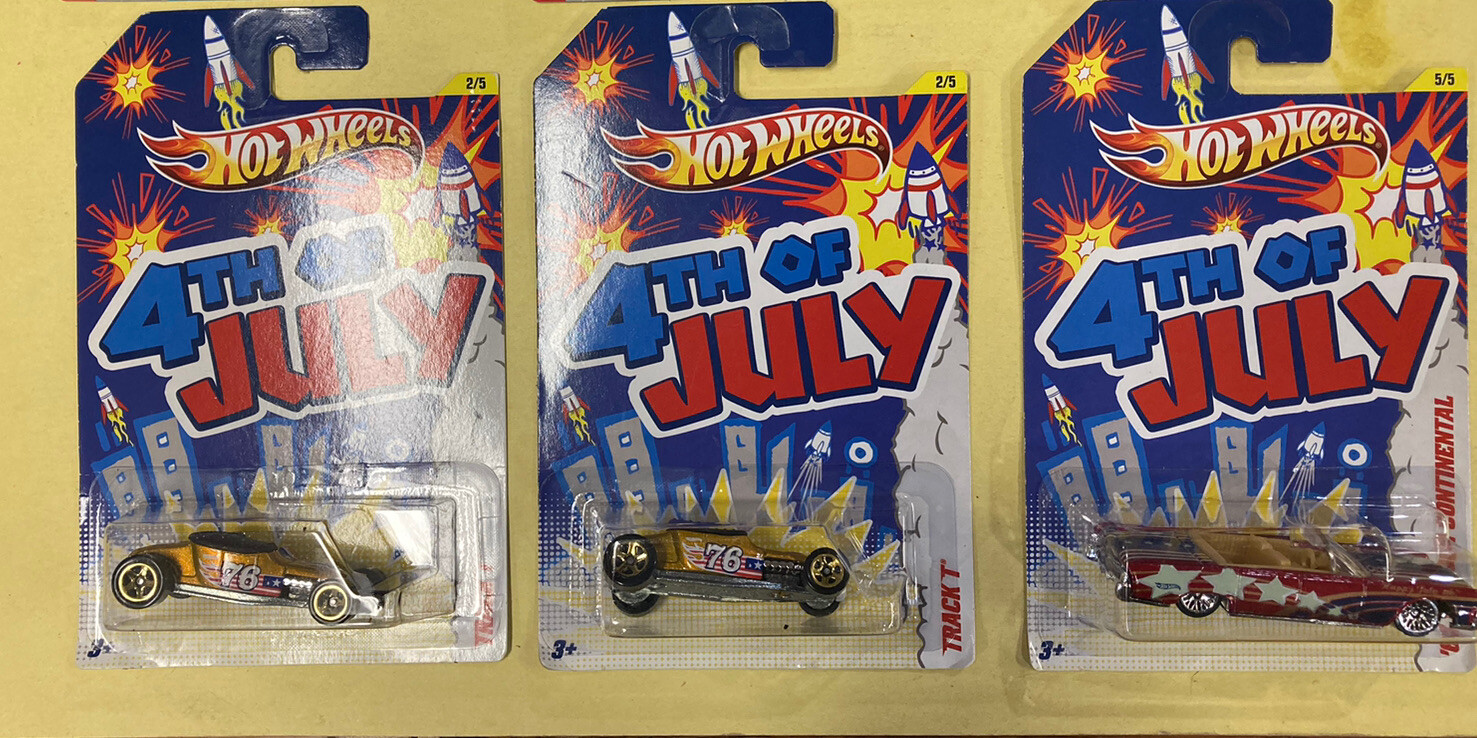 2/5
HOT WHEELS
4TH OF
JULY
76
3+
2/5
HOT WHEELS
4TH OF
JULY
76
TRACK T
3+
5/5
HOT WHEELS
4TH OF
JULY
CONTINENTAL
3+